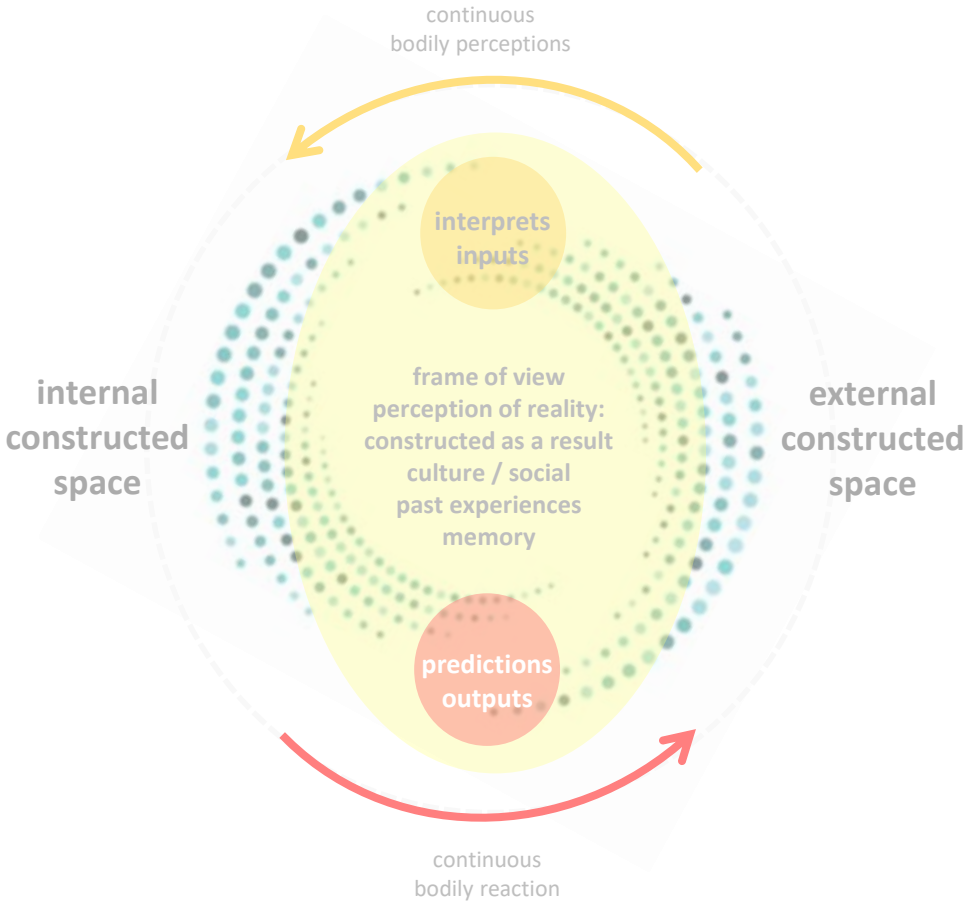 continuous
bodily perceptions
interprets
inputs
internal
constructed
space
frame of view
perception of reality:
constructed as a result
culture / social
past experiences
memory
external
constructed
space
predictions
outputs
continuous
bodily reaction